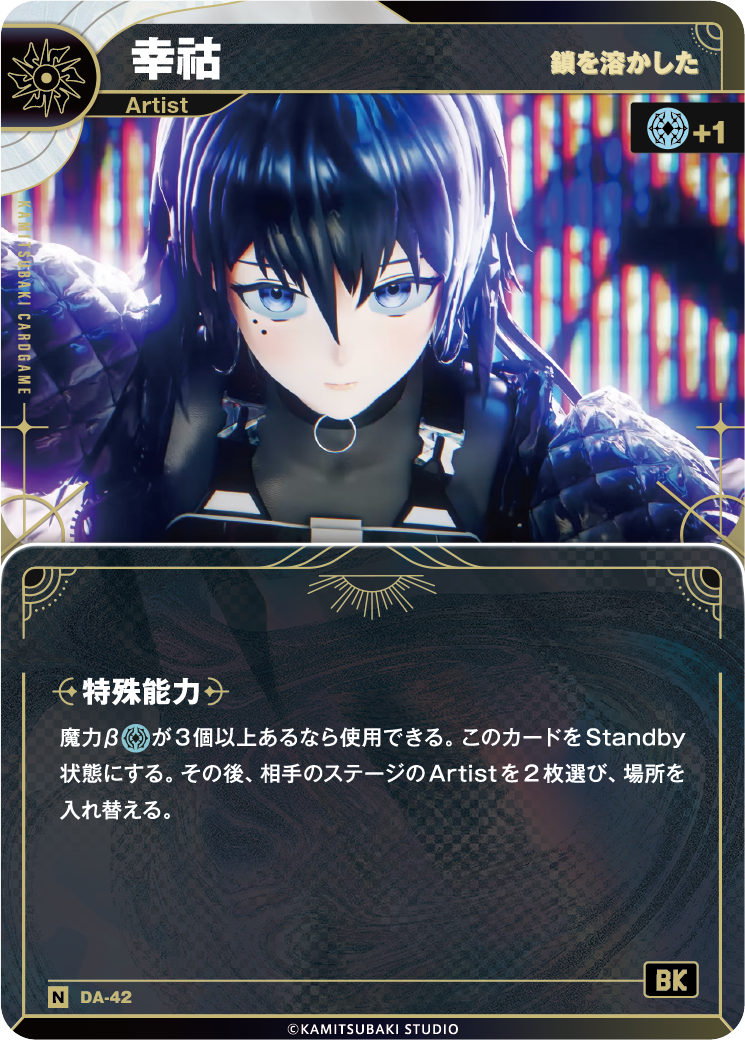 幸祜
鎖を溶かした
Artist
+1
KAMITSUBAKI CARDGAME
特殊能力
魔力βが3個以上あるなら使用できる。このカードをStandby
状態にする。その後、相手のステージのArtistを2枚選び、場所を
入れ替える。
N DA-42
BK
©KAMITSUBAKI STUDIO